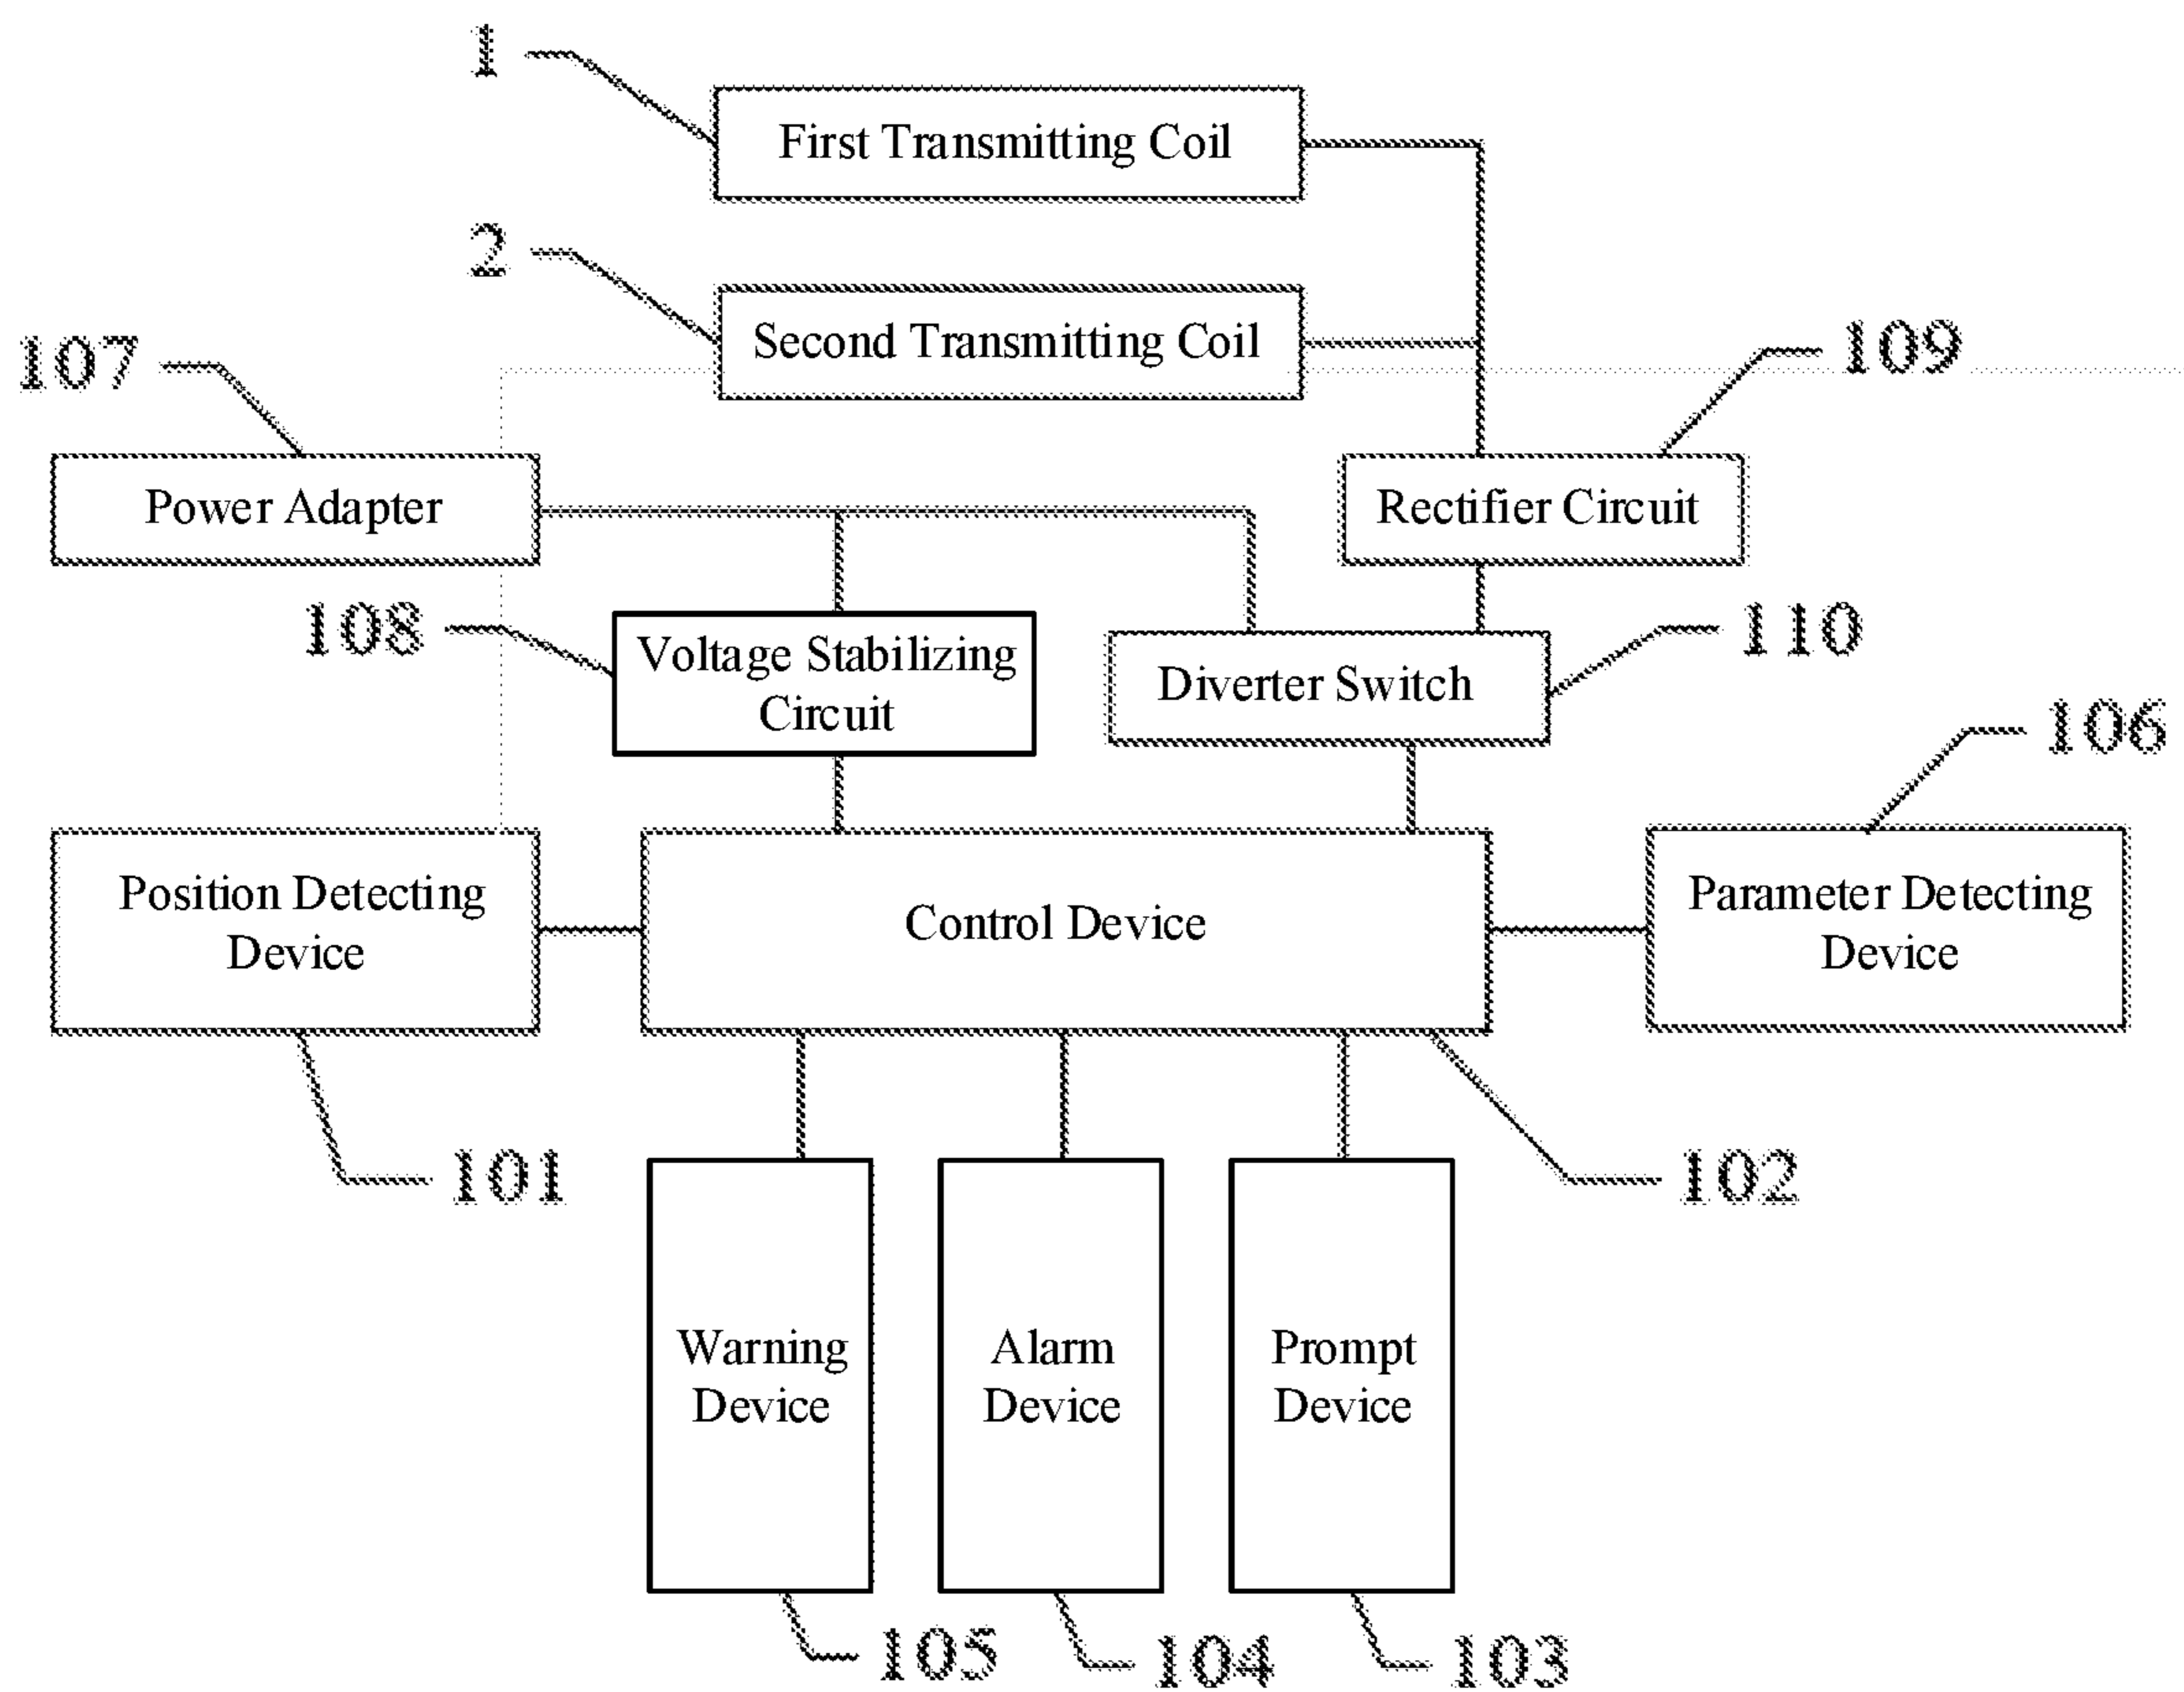 1
First Transmitting Coil
2
Second Transmitting Coil
107
109
Power Adapter
Rectifier Circuit
108
Voltage Stabilizing
Circuit
110
Diverter Switch
106
Position Detecting
Device
Control Device
Parameter Detecting
Device
101
102
Warning
Device
Alarm
Device
Prompt
Device
105
104
103